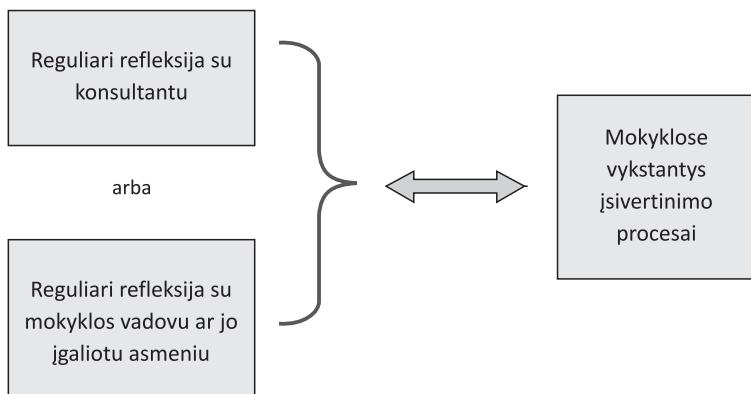 Reguliari refleksija su
konsultantu
arba
Reguliari refleksija su
mokyklos vadovu ar jo
įgaliotu asmeniu
Mokyklose
vykstantys
įsivertinimo
procesai